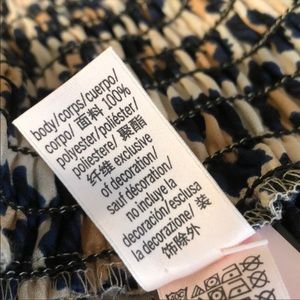 body/corps/cuerpo/
corpo/ 面料 100%
polyester/poliéster/
poliestere/ 聚酯
纤维 exclusive
of decoration/
sauf décoration/
no incluye la
decoración/esclusa
la decorazione/ 装
饰除外